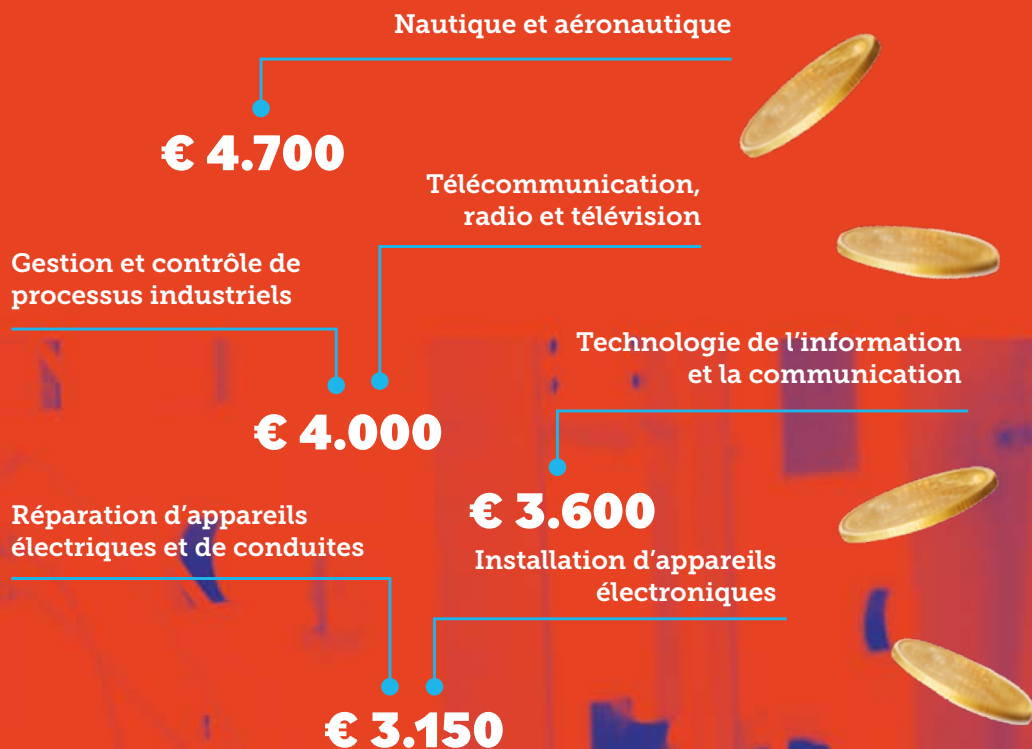 Nautique et aéronautique
€ 4.700
Télécommunication,
radio et télévision
Gestion et contrôle de
processus industriels
€ 4.000
Technologie de l’information
et la communication
€ 3.600
Réparation d’appareils
électriques et de conduites
Installation d’appareils
électroniques
€ 3.150